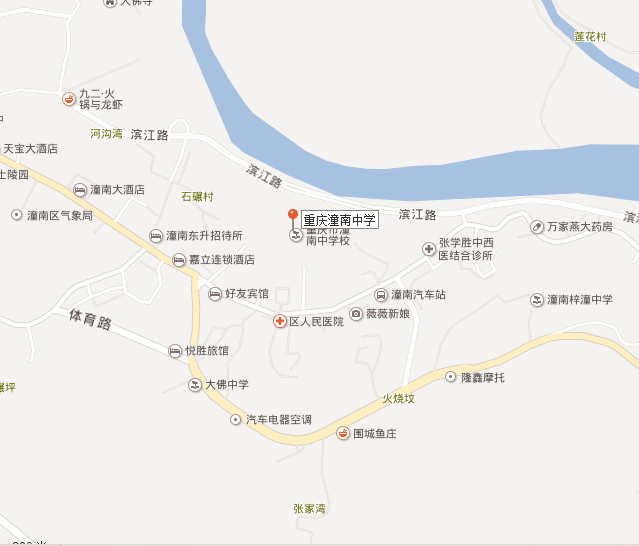 大佛寺
莲花村
九二·火
锅与龙虾
河沟湾
滨江路
天宝大酒店
士陵园
滨江路
潼南大酒店
石碾村
重庆潼南中学
滨江路
潼南区气象局
潼南东升招待所
南中学校
张学胜中西
医结合诊所
万家燕大药房
嘉立连锁酒店
好友宾馆
潼南汽车站
潼南梓潼中学
体育路
区人民医院
薇薇新娘
悦胜旅馆
大佛中学
隆鑫摩托
火烧坟
汽车电器空调
围城鱼庄
张家湾